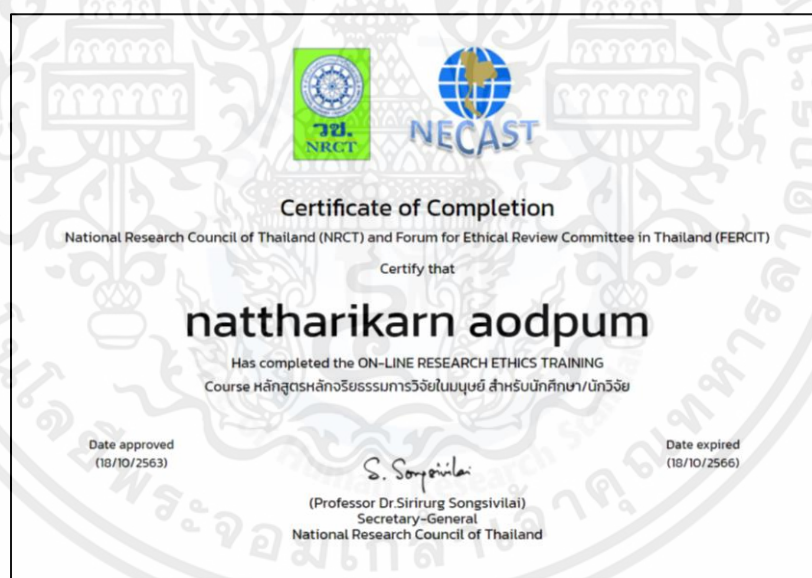 วช.
NRCT
NECAST
Certificate of Completion
National Research Council of Thailand (NRCT) and Forum for Ethical Review Committee in Thailand (FERCIT)
Certify that
nattharikarn aodpum
Has completed the ON-LINE RESEARCH ETHICS TRAINING
Course หลักสูตรหลักจริยธรรมการวิจัยในมนุษย์ สำหรับนักศึกษา/นักวิจัย
Date approved
(18/10/2563)
Date expired
(18/10/2566)
S. Songsivilai
(Professor Dr.Sirirurg Songsivilai)
Secretary-General
National Research Council of Thailand